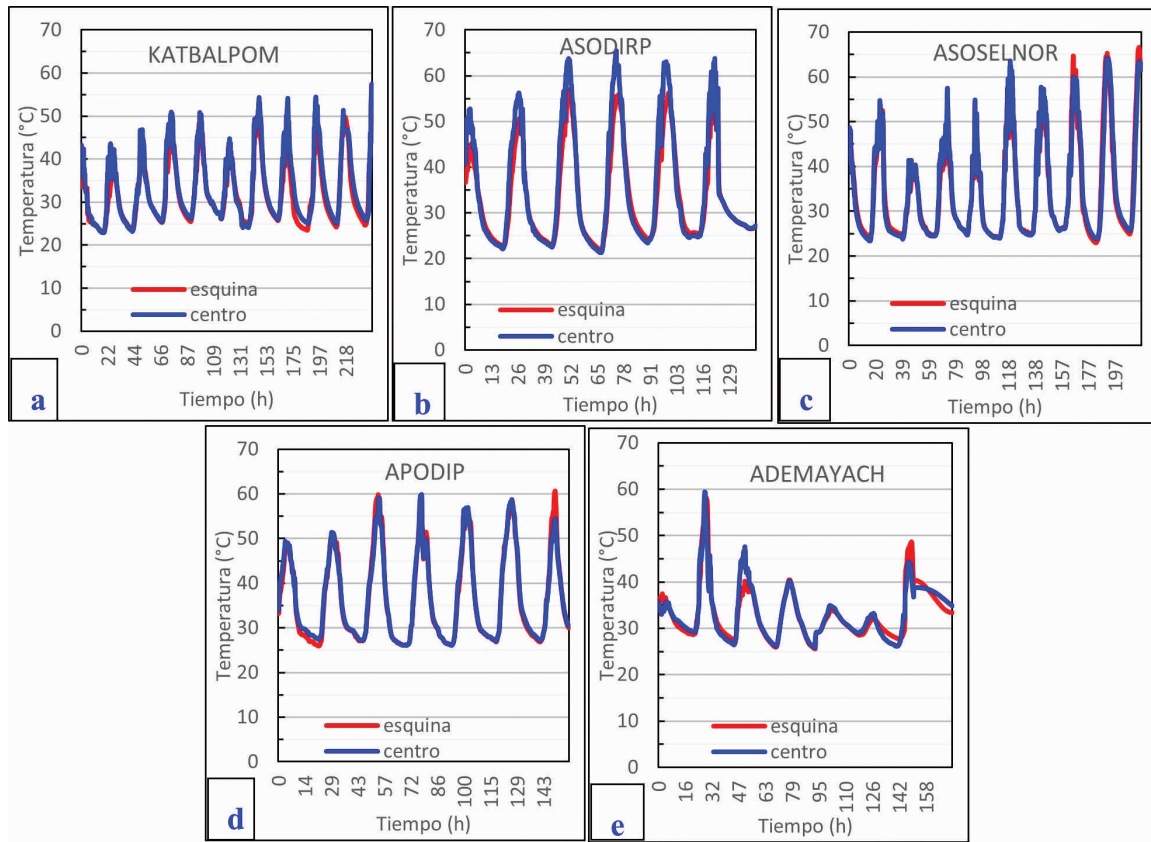 KATBALPOM
Temperatura (°C)
70
60
50
40
30
20
10
0
esquina
centro
0 22 44 66 87 109 131 153 175 197 218
Tiempo (h)
a
ASODIRP
Temperatura (°C)
70
60
50
40
30
20
10
0
esquina
centro
0 13 26 39 52 65 78 91 103 116 129
Tiempo (h)
b
ASOSELNOR
Temperatura (°C)
70
60
50
40
30
20
10
0
esquina
centro
0 20 39 59 79 98 118 138 157 177 197
Tiempo (h)
c
APODIP
Temperatura (°C)
70
60
50
40
30
20
10
0
esquina
centro
0 14 29 43 57 72 86 100 115 129 143
Tiempo (h)
d
ADEMAYACH
Temperatura (°C)
70
60
50
40
30
20
10
0
esquina
centro
0 16 32 47 63 79 95 110 126 142 158
Tiempo (h)
e